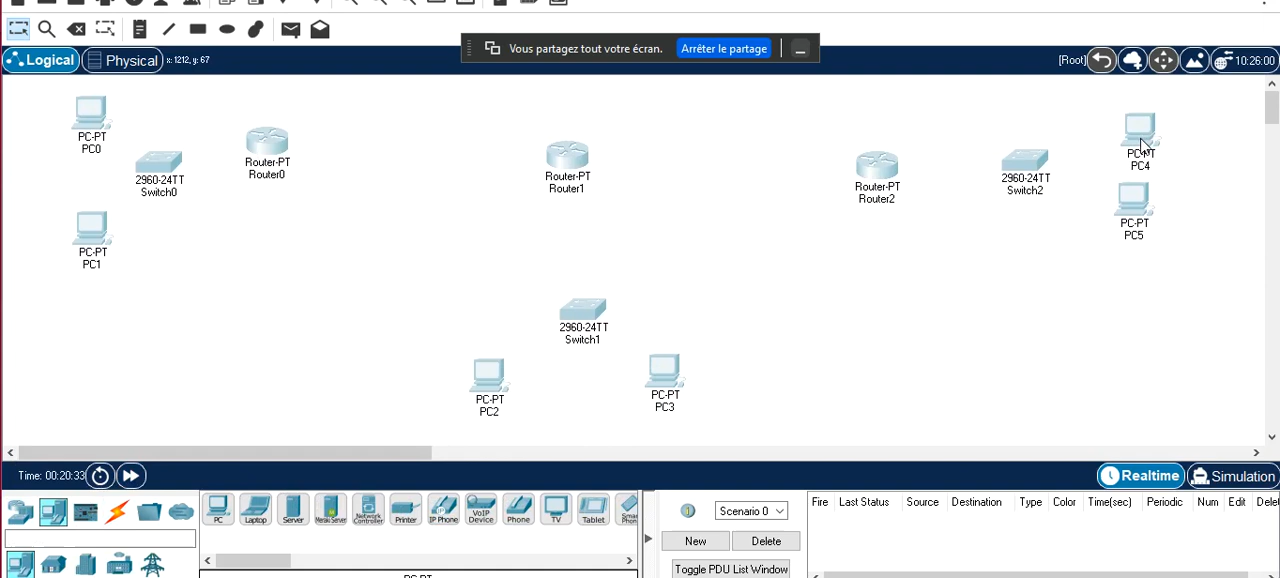 Vous partagez tout votre écran.
Arrêter le partage
Logical
Physical
x: 1212, y: 67
[Root]
10:26:00
PC-PT
PC0
2960-24TT
Switch0
Router-PT
Router0
PC-PT
PC1
Router-PT
Router1
Router-PT
Router2
2960-24TT
Switch2
PC4
PC-PT
PC5
2960-24TT
Switch1
PC-PT
PC2
PC-PT
PC3
Time: 00:20:33
Realtime
Simulation
PC
Laptop
Server
Meraki Server
Network
Controller
Printer
IP Phone
VoIP
Device
Phone
TV
Tablet
Scenario 0
New
Delete
Toggle PDU List Window
Fire
Last Status
Source
Destination
Type
Color
Time(sec)
Periodic
Num
Edit